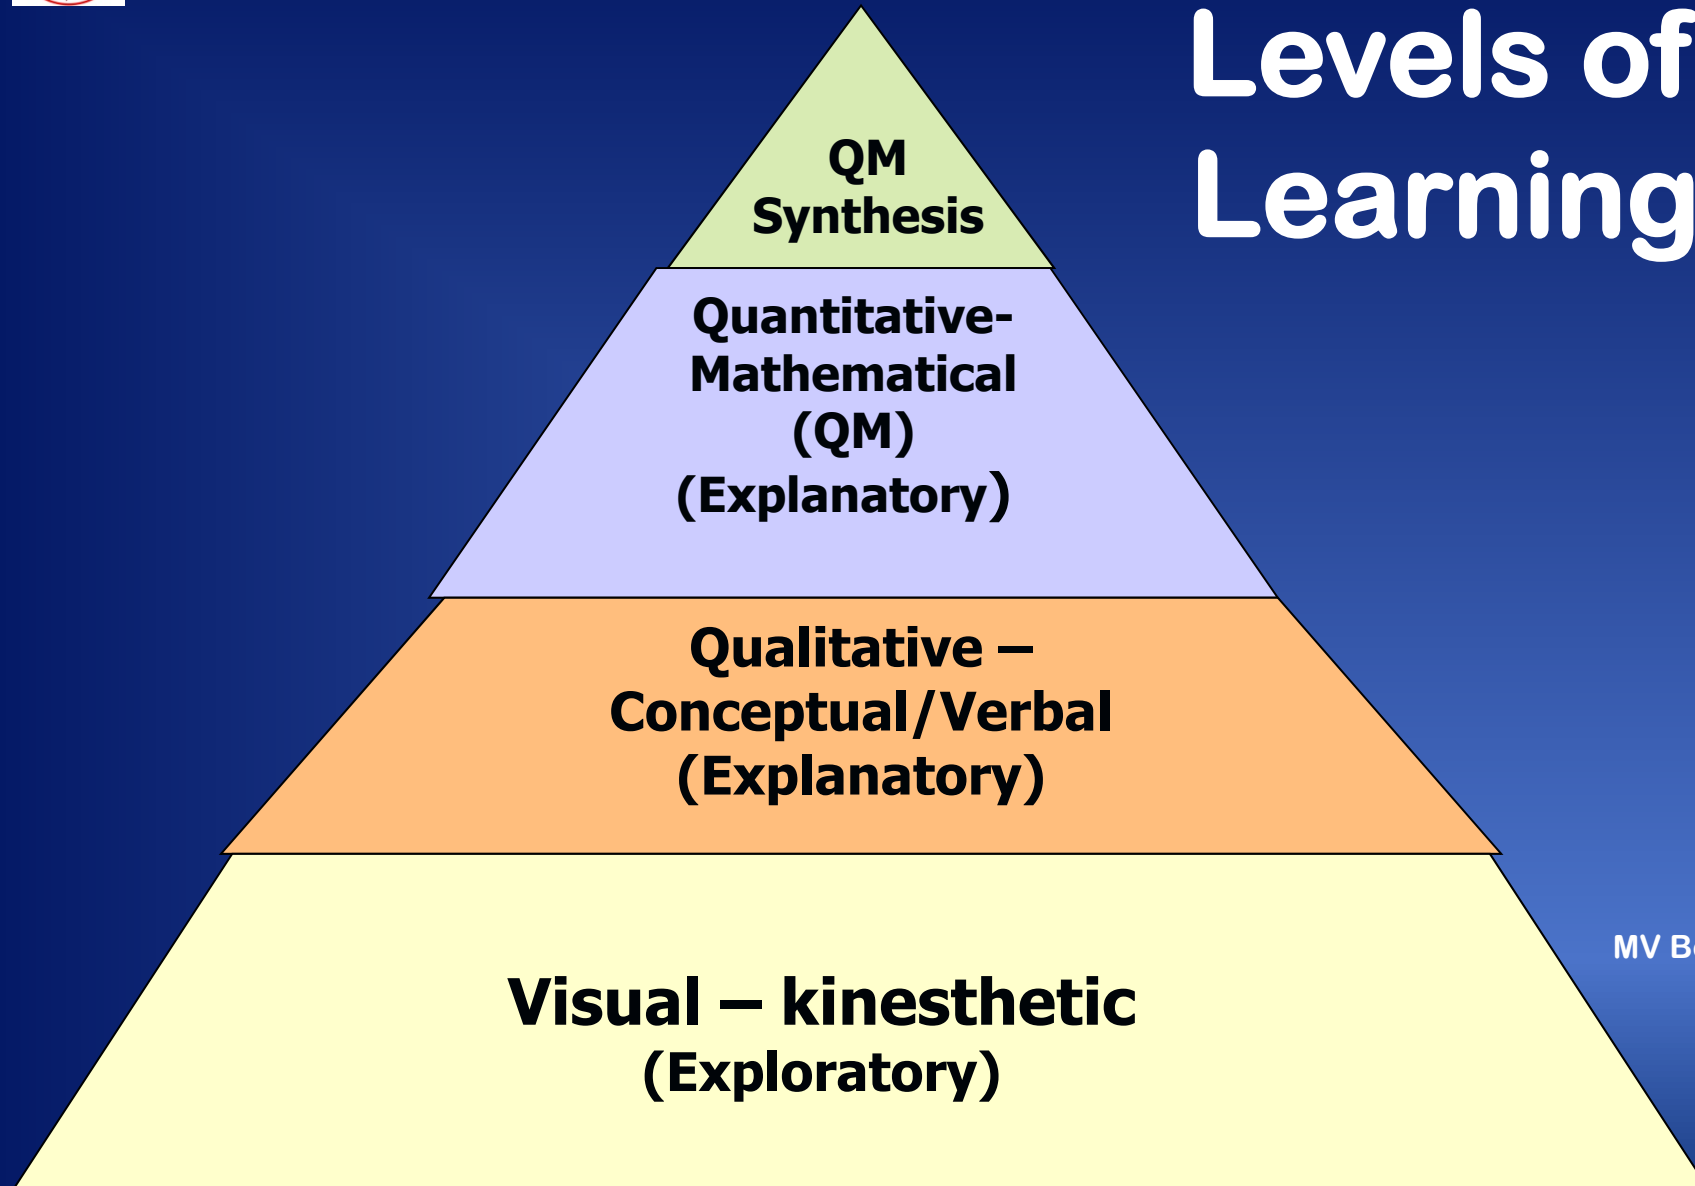 Levels of
Learning
QM
Synthesis
Quantitative-
Mathematical
(QM)
(Explanatory)
Qualitative –
Conceptual/Verbal
(Explanatory)
MV
Visual – kinesthetic
(Exploratory)